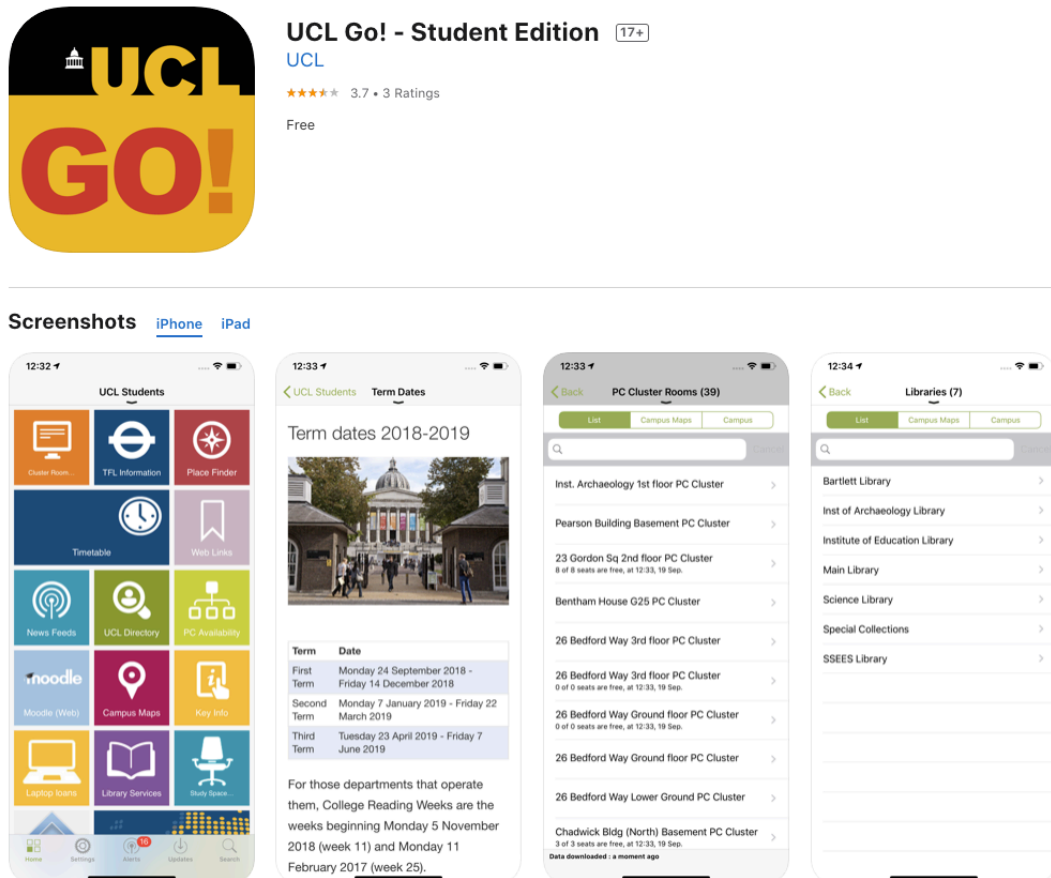 UCL
GO!
UCL Go! - Student Edition 17+
UCL
3.7 • 3 Ratings
Free
Screenshots iPhone iPad
12:32
UCL Students
Cluster Room...
TFL Information
Place Finder
Timetable
Web Links
News Feeds
UCL Directory
PC Availability
moodle
Moodle (Web)
Campus Maps
Key Info
Laptop loans
Library Services
Study Space...
16
Home
Settings
Alerts
Updates
Search
12:33
UCL Students Term Dates
Term dates 2018-2019
Term Date
First Monday 24 September 2018 -
Term Friday 14 December 2018
Second Monday 7 January 2019 - Friday 22
Term March 2019
Third Tuesday 23 April 2019 - Friday 7
Term June 2019
For those departments that operate
them, College Reading Weeks are the
weeks beginning Monday 5 November
2018 (week 11) and Monday 11
February 2017 (week 25).
12:33
Back PC Cluster Rooms (39)
List Campus Maps Campus
Inst. Archaeology 1st floor PC Cluster
Pearson Building Basement PC Cluster
23 Gordon Sq 2nd floor PC Cluster
8 of 8 seats are free, at 12:33, 19 Sep.
Bentham House G25 PC Cluster
26 Bedford Way 3rd floor PC Cluster
26 Bedford Way 3rd floor PC Cluster
0 of 0 seats are free, at 12:33, 19 Sep.
26 Bedford Way Ground floor PC Cluster
0 of 0 seats are free, at 12:33, 19 Sep.
26 Bedford Way Ground floor PC Cluster
26 Bedford Way Lower Ground PC Cluster
Chadwick Bldg (North) Basement PC Cluster
3 of 3 seats are free, at 12:33, 19 Sep.
Data downloaded : a moment ago
12:34
Back Libraries (7)
List Campus Maps Campus
Bartlett Library
Inst of Archaeology Library
Institute of Education Library
Main Library
Science Library
Special Collections
SSEES Library